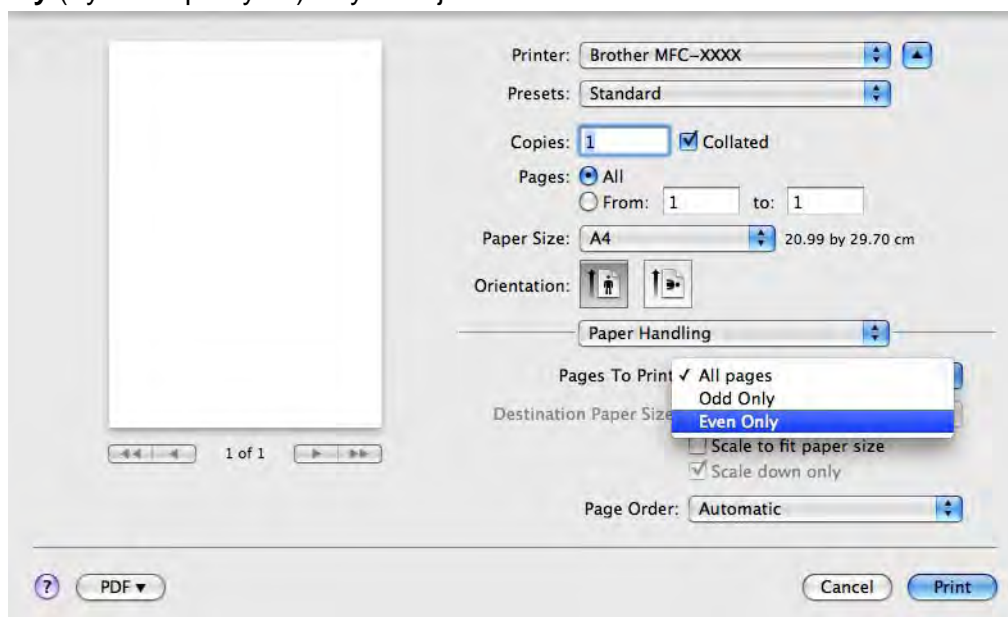 Printer: Brother MFC-XXXX
Presets: Standard
Copies: 1 Collated
Pages: All
From: 1 to: 1
Paper Size: A4 20.99 by 29.70 cm
Orientation:
Paper Handling
Pages To Print ✓ All pages
Odd Only
Destination Paper Size
Even Only
Scale to fit paper size
1 of 1
Scale down only
Page Order: Automatic
? PDF ▼ Cancel Print